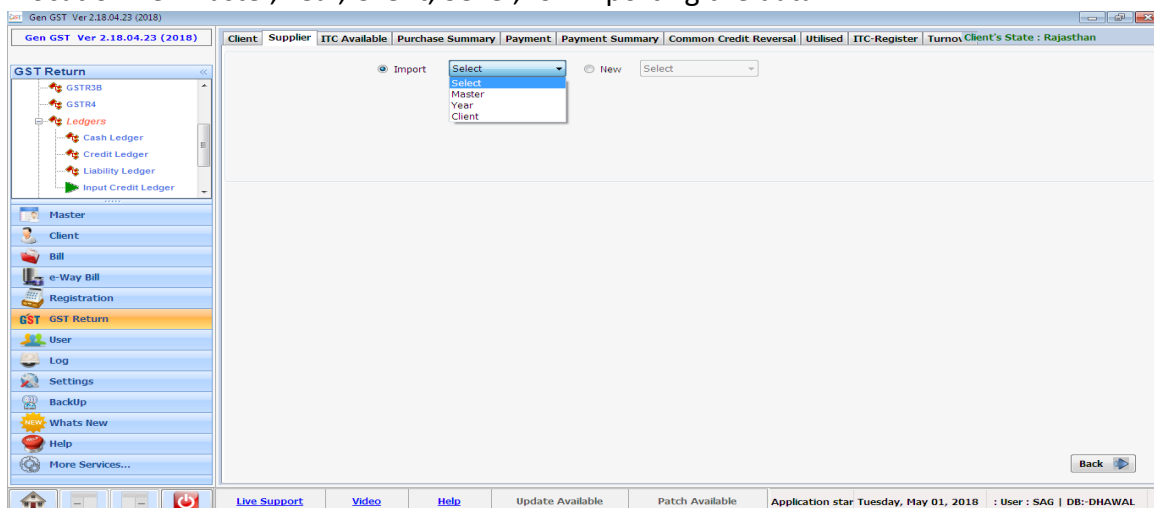 Gen GST Ver 2.18.04.23 (2018)
Gen GST Ver 2.18.04.23 (2018)
Client Supplier ITC Available Purchase Summary Payment Payment Summary Common Credit Reversal Utilised ITC-Register Turnov Client's State : Rajasthan
GST Return
GSTR3B
GSTR4
Ledgers
Cash Ledger
Credit Ledger
Liability Ledger
Input Credit Ledger
Import Select New Select
Select
Master
Year
Client
Master
Client
Bill
e-Way Bill
Registration
GST GST Return
User
Log
Settings
BackUp
NEW Whats New
Help
More Services...
Back
Live Support Video Help Update Available Patch Available Application star Tuesday, May 01, 2018 : User : SAG | DB:-DHAWAL